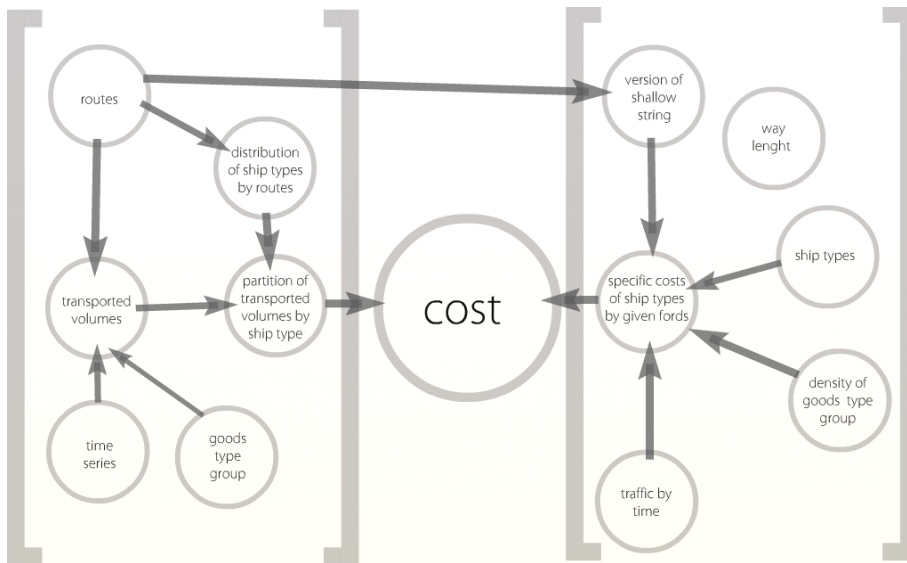 routes
distribution
of ship types
by routes
transported
volumes
partition of
transported
volumes by
ship type
time
series
goods
type
group
cost
version of
shallow
string
way
lenght
ship types
specific costs
of ship types
by given fords
density of
goods type
group
traffic by
time